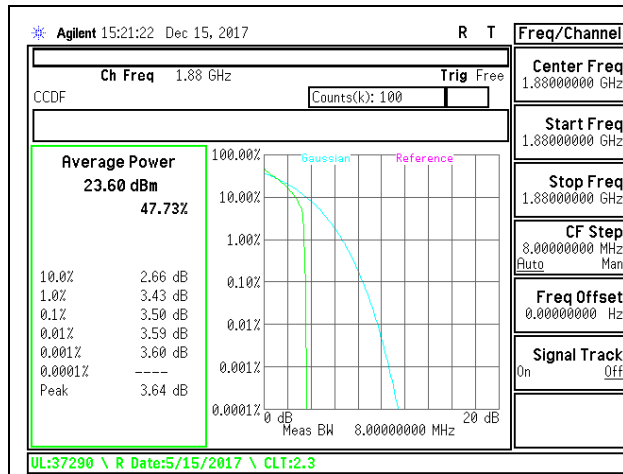 Agilent 15:21:22 Dec 15, 2017 R T
Freq/Channel
Ch Freq 1.88 GHz Trig Free
CCDF Counts(k): 100
Average Power
23.60 dBm
47.73%
10.0% 2.66 dB
1.0% 3.43 dB
0.1% 3.50 dB
0.01% 3.59 dB
0.001% 3.60 dB
0.0001% ----
Peak 3.64 dB
Gaussian Reference
100.00%
10.00%
1.00%
0.10%
0.01%
0.001%
0.0001%
0 dB 20 dB
Meas BW 8.000000000 MHz
Center Freq
1.88000000 GHz
Start Freq
1.88000000 GHz
Stop Freq
1.88000000 GHz
CF Step
8.00000000 MHz
Auto Man
Freq Offset
0.00000000 Hz
Signal Track
On Off
UL:37290 \ R Date:5/15/2017 \ CLT:2.3